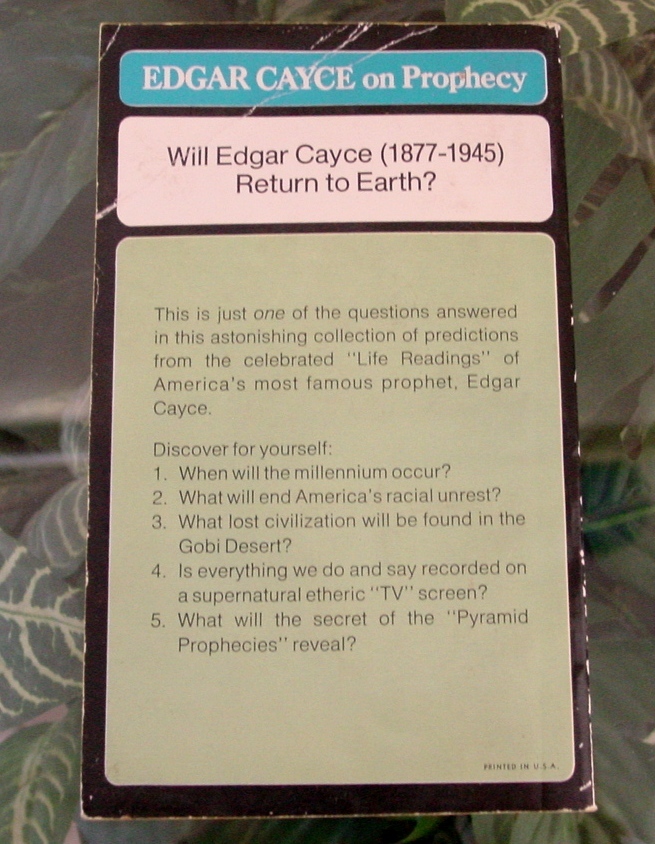 EDGAR CAYCE on Prophecy
Will Edgar Cayce (1877-1945)
Return to Earth?
This is just one of the questions answered
in this astonishing collection of predictions
from the celebrated "Life Readings" of
America's most famous prophet, Edgar
Cayce.
Discover for yourself:
1. When will the millennium occur?
2. What will end America's racial unrest?
3. What lost civilization will be found in the
Gobi Desert?
4. Is everything we do and say recorded on
a supernatural etheric "TV" screen?
5. What will the secret of the "Pyramid
Prophecies" reveal?
PRINTED IN U.S.A.